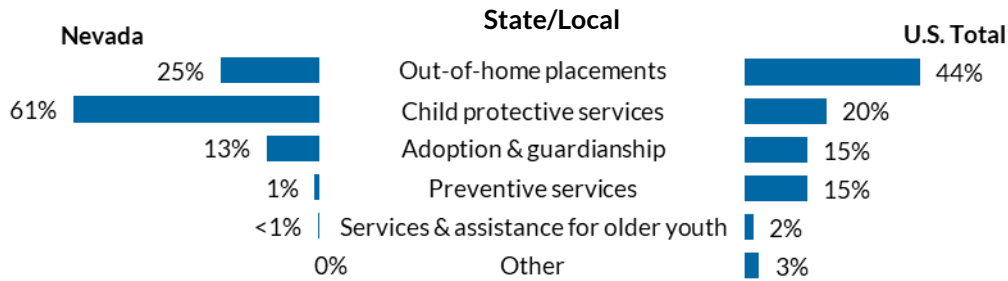 State/Local
Nevada U.S. Total
25% Out-of-home placements 44%
61% Child protective services 20%
13% Adoption & guardianship 15%
1% Preventive services 15%
<1% Services & assistance for older youth 2%
0% Other 3%